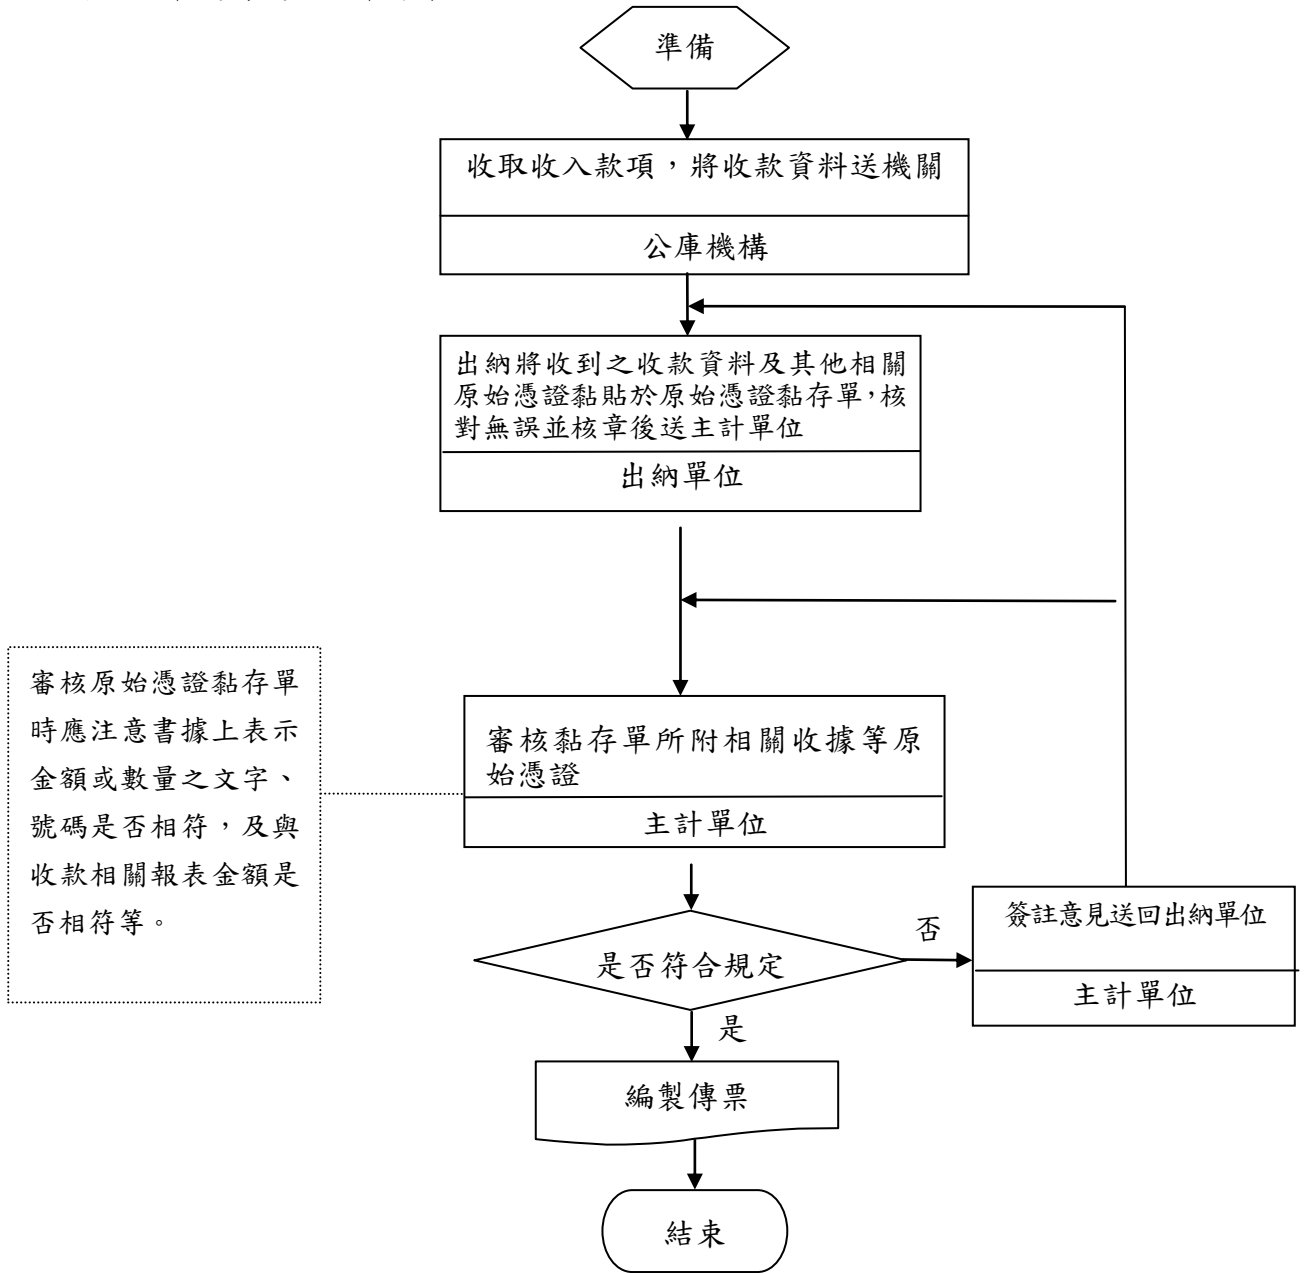 準備
收取收入款項，將收款資料送機關
公庫機構
出納將收到之收款資料及其他相關
原始憑證黏貼於原始憑證黏存單，核
對無誤並核章後送主計單位
出納單位
審核原始憑證黏存單
時應注意書據上表示
金額或數量之文字、
號碼是否相符，及與
收款相關報表金額是
否相符等。
審核黏存單所附相關收據等原
始憑證
主計單位
是否符合規定
否
簽註意見送回出納單位
主計單位
是
編製傳票
結束